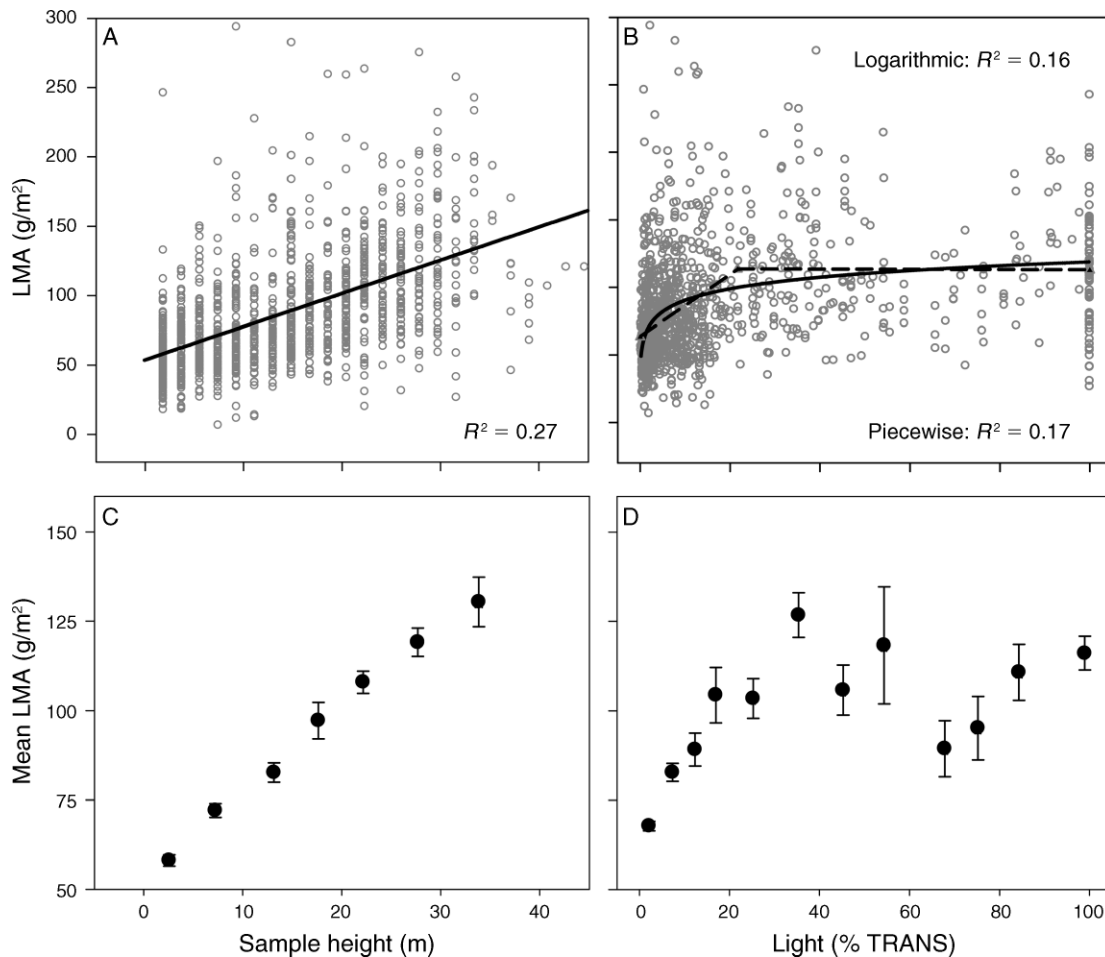 A
B
300
250
200
150
100
50
0
LMA (g/m²)
R² = 0.27
Logarithmic: R² = 0.16
Piecewise: R² = 0.17
C
D
150
125
100
75
50
Mean LMA (g/m²)
0 10 20 30 40
Sample height (m)
0 20 40 60 80 100
Light (% TRANS)